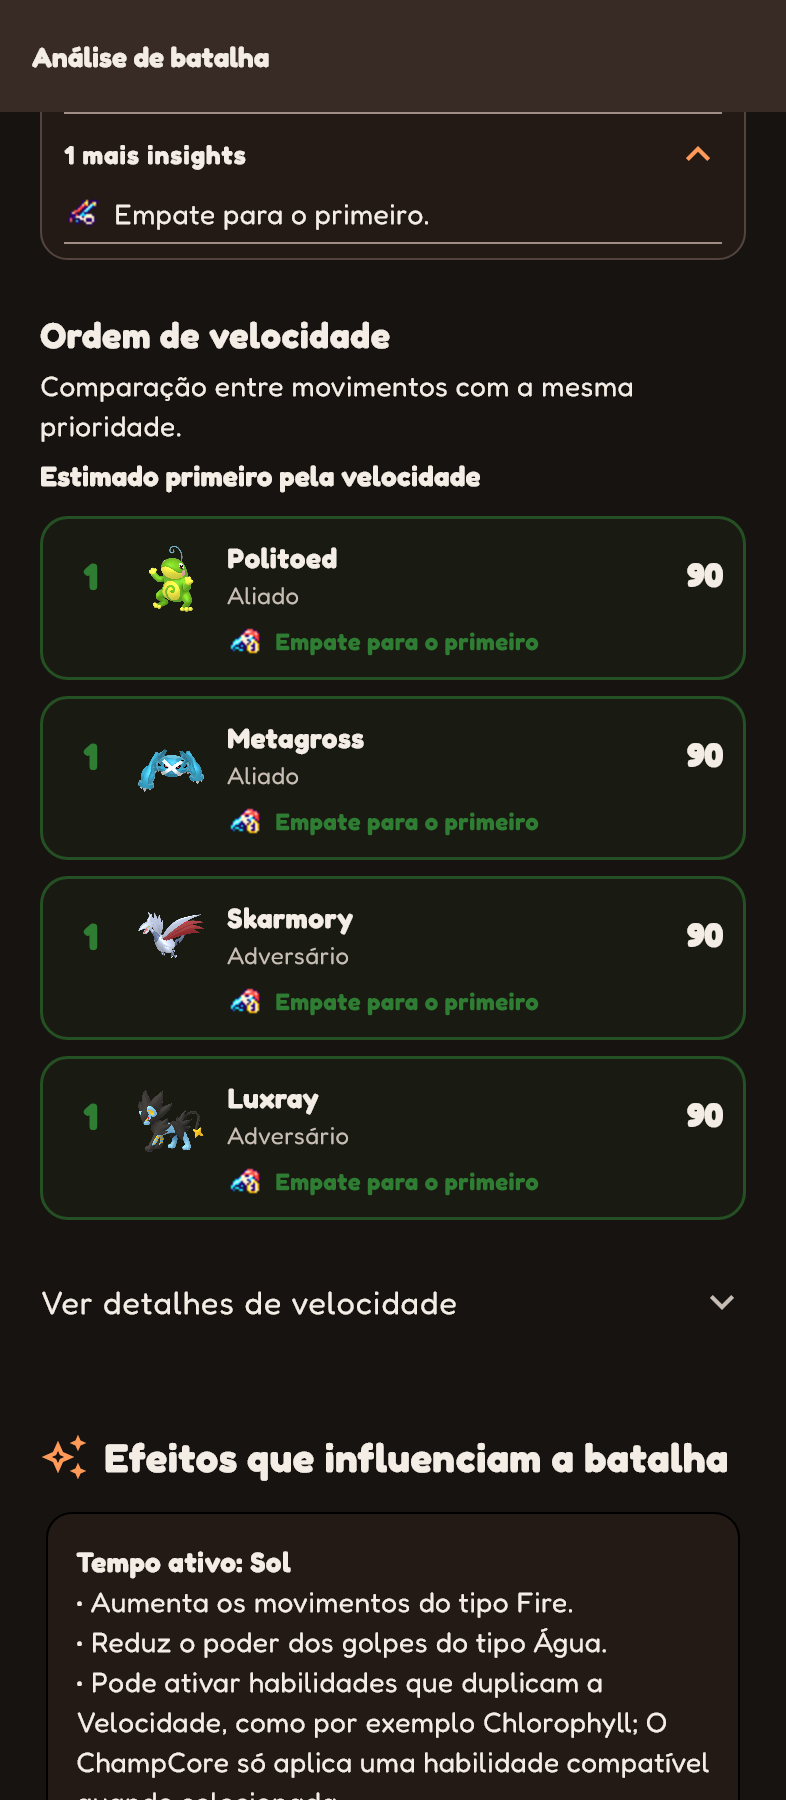 Análise de batalha
1 mais insights
Empate para o primeiro.
Ordem de velocidade
Comparação entre movimentos com a mesma
prioridade.
Estimado primeiro pela velocidade
1
Politoed
90
Aliado
Empate para o primeiro
1
Metagross
90
Aliado
Empate para o primeiro
1
Skarmory
90
Adversário
Empate para o primeiro
1
Luxray
90
Adversário
Empate para o primeiro
Ver detalhes de velocidade
Efeitos que influenciam a batalha
Tempo ativo: Sol
• Aumenta os movimentos do tipo Fire.
• Reduz o poder dos golpes do tipo Água.
• Pode ativar habilidades que duplicam a
Velocidade, como por exemplo Chlorophyll; O
ChampCore só aplica uma habilidade compatível
quando selecionada